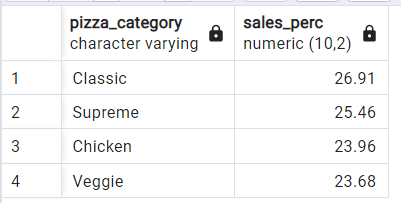 pizza_category sales_perc
character varying numeric (10,2)
1 Classic 26.91
2 Supreme 25.46
3 Chicken 23.96
4 Veggie 23.68